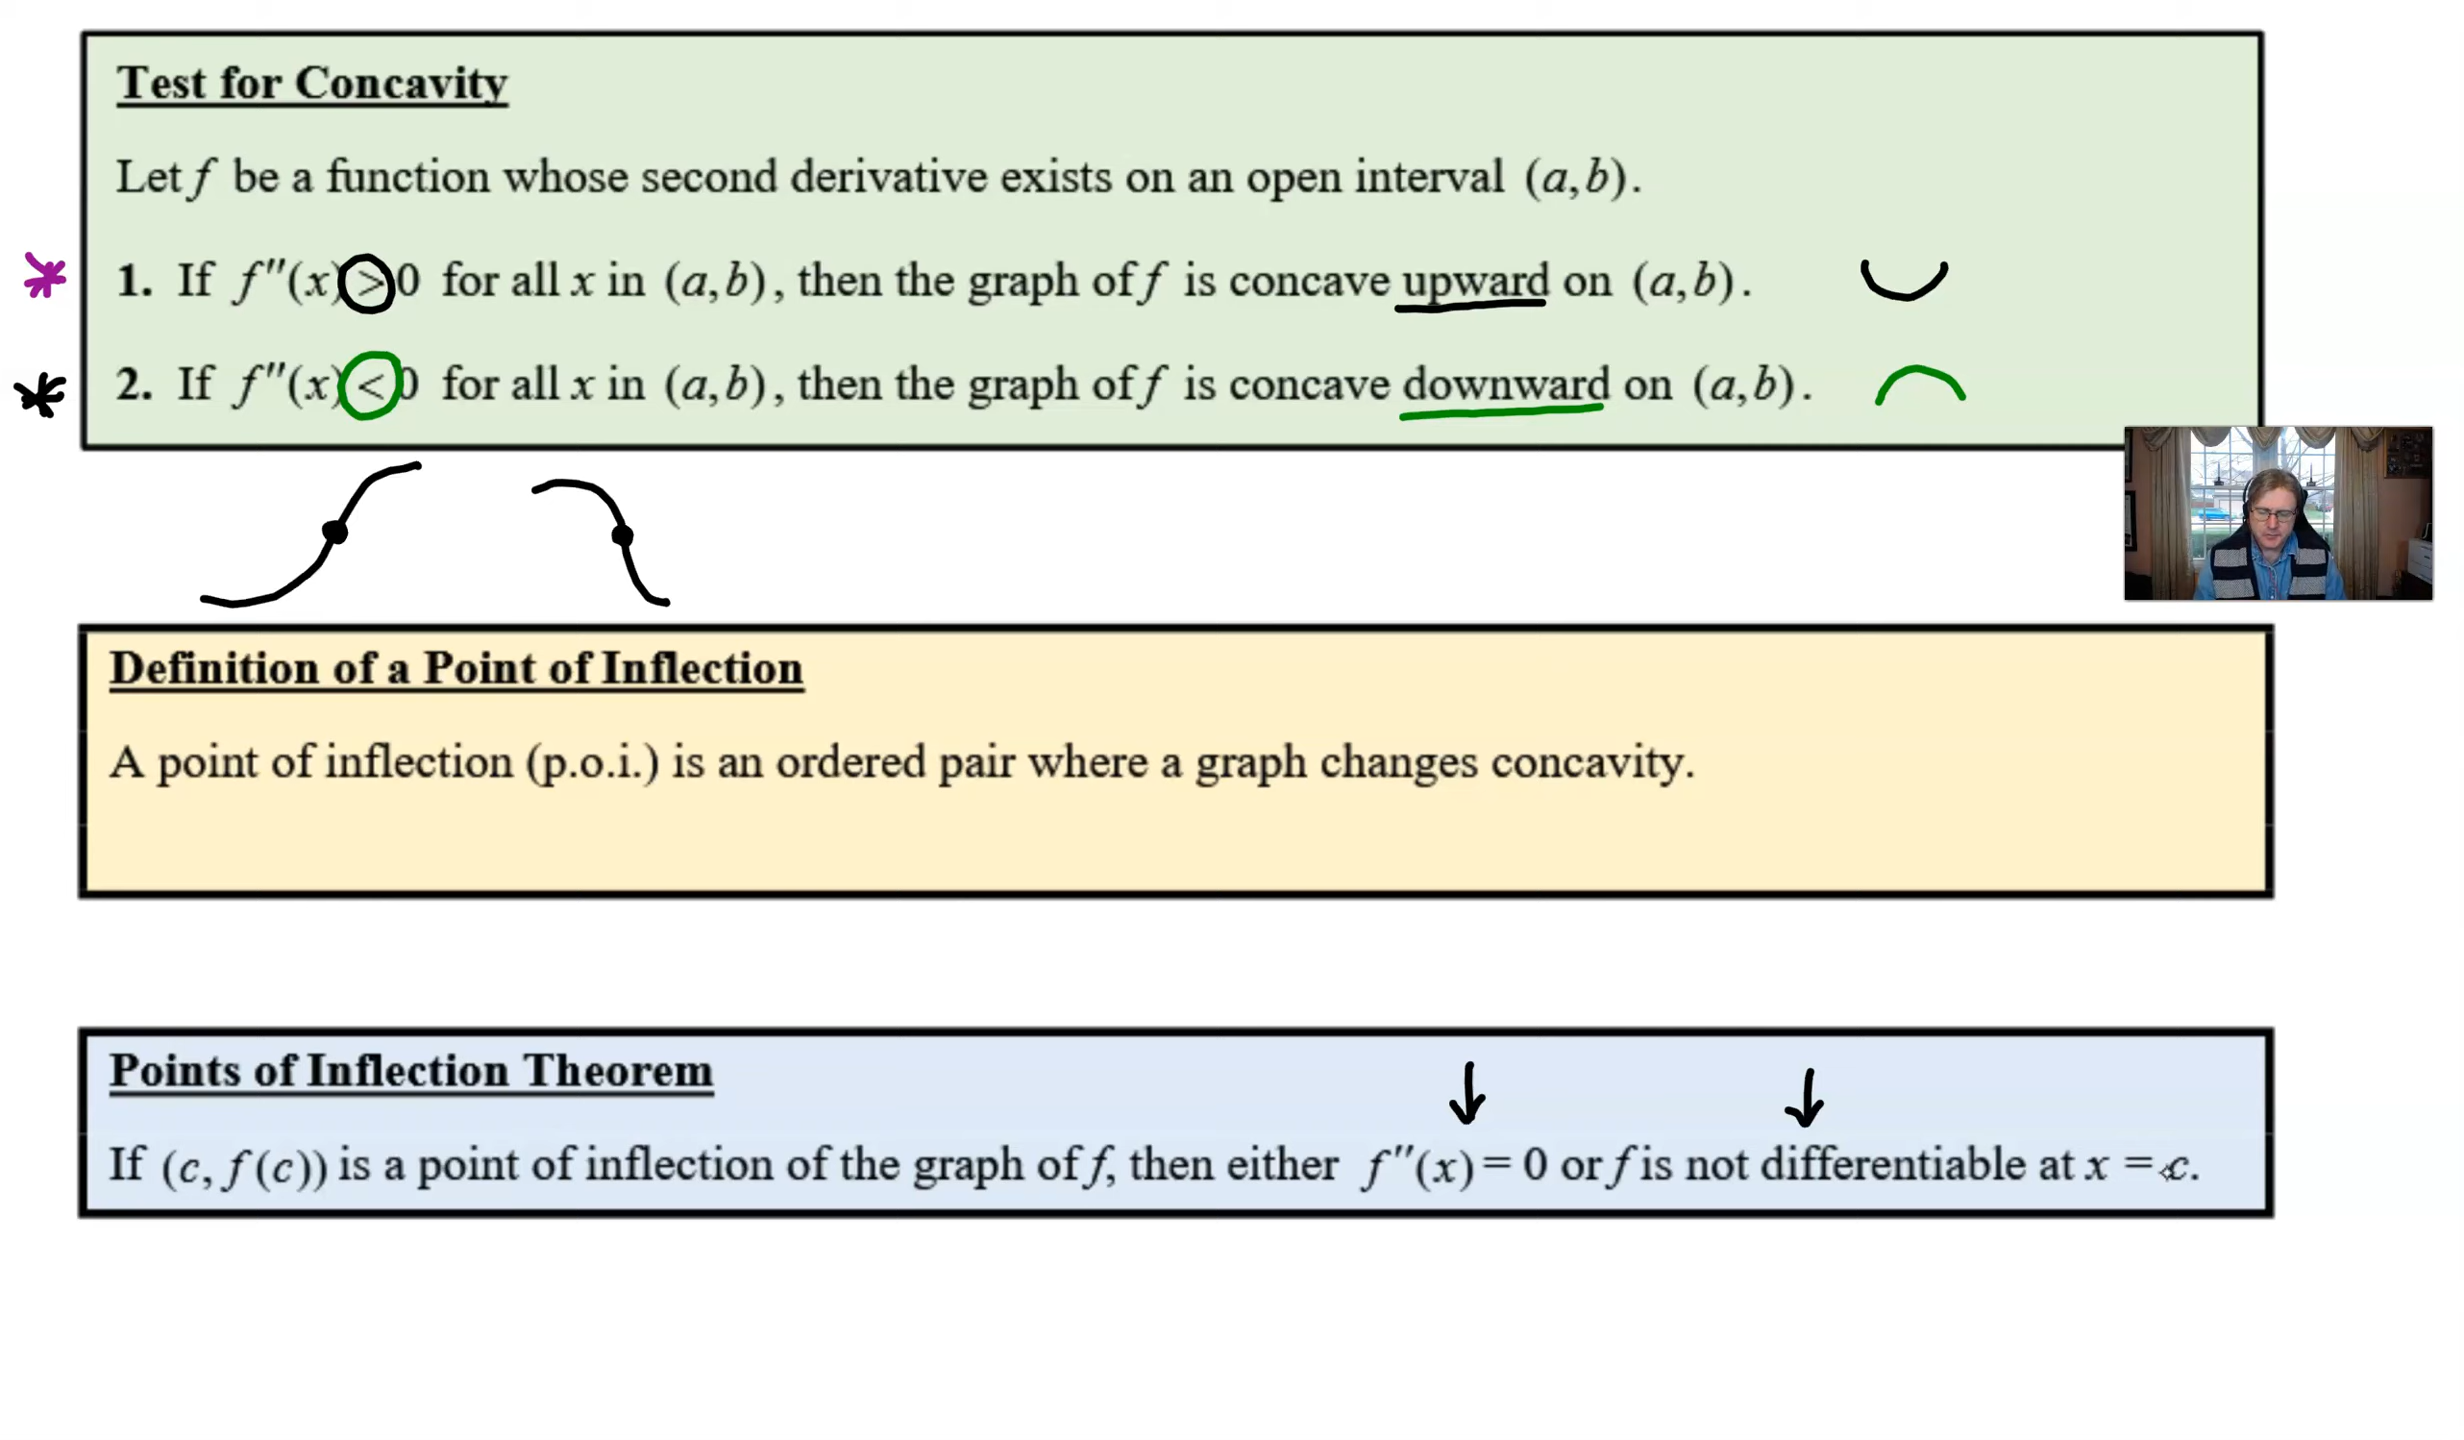 Test for Concavity
Let f be a function whose second derivative exists on an open interval (a,b).
* 1. If f″(x) > 0 for all x in (a,b), then the graph of f is concave upward on (a,b).
* 2. If f″(x) < 0 for all x in (a,b), then the graph of f is concave downward on (a,b).
Definition of a Point of Inflection
A point of inflection (p.o.i.) is an ordered pair where a graph changes concavity.
Points of Inflection Theorem
If (c, f(c)) is a point of inflection of the graph of f, then either f″(x) = 0 or f is not differentiable at x = c.